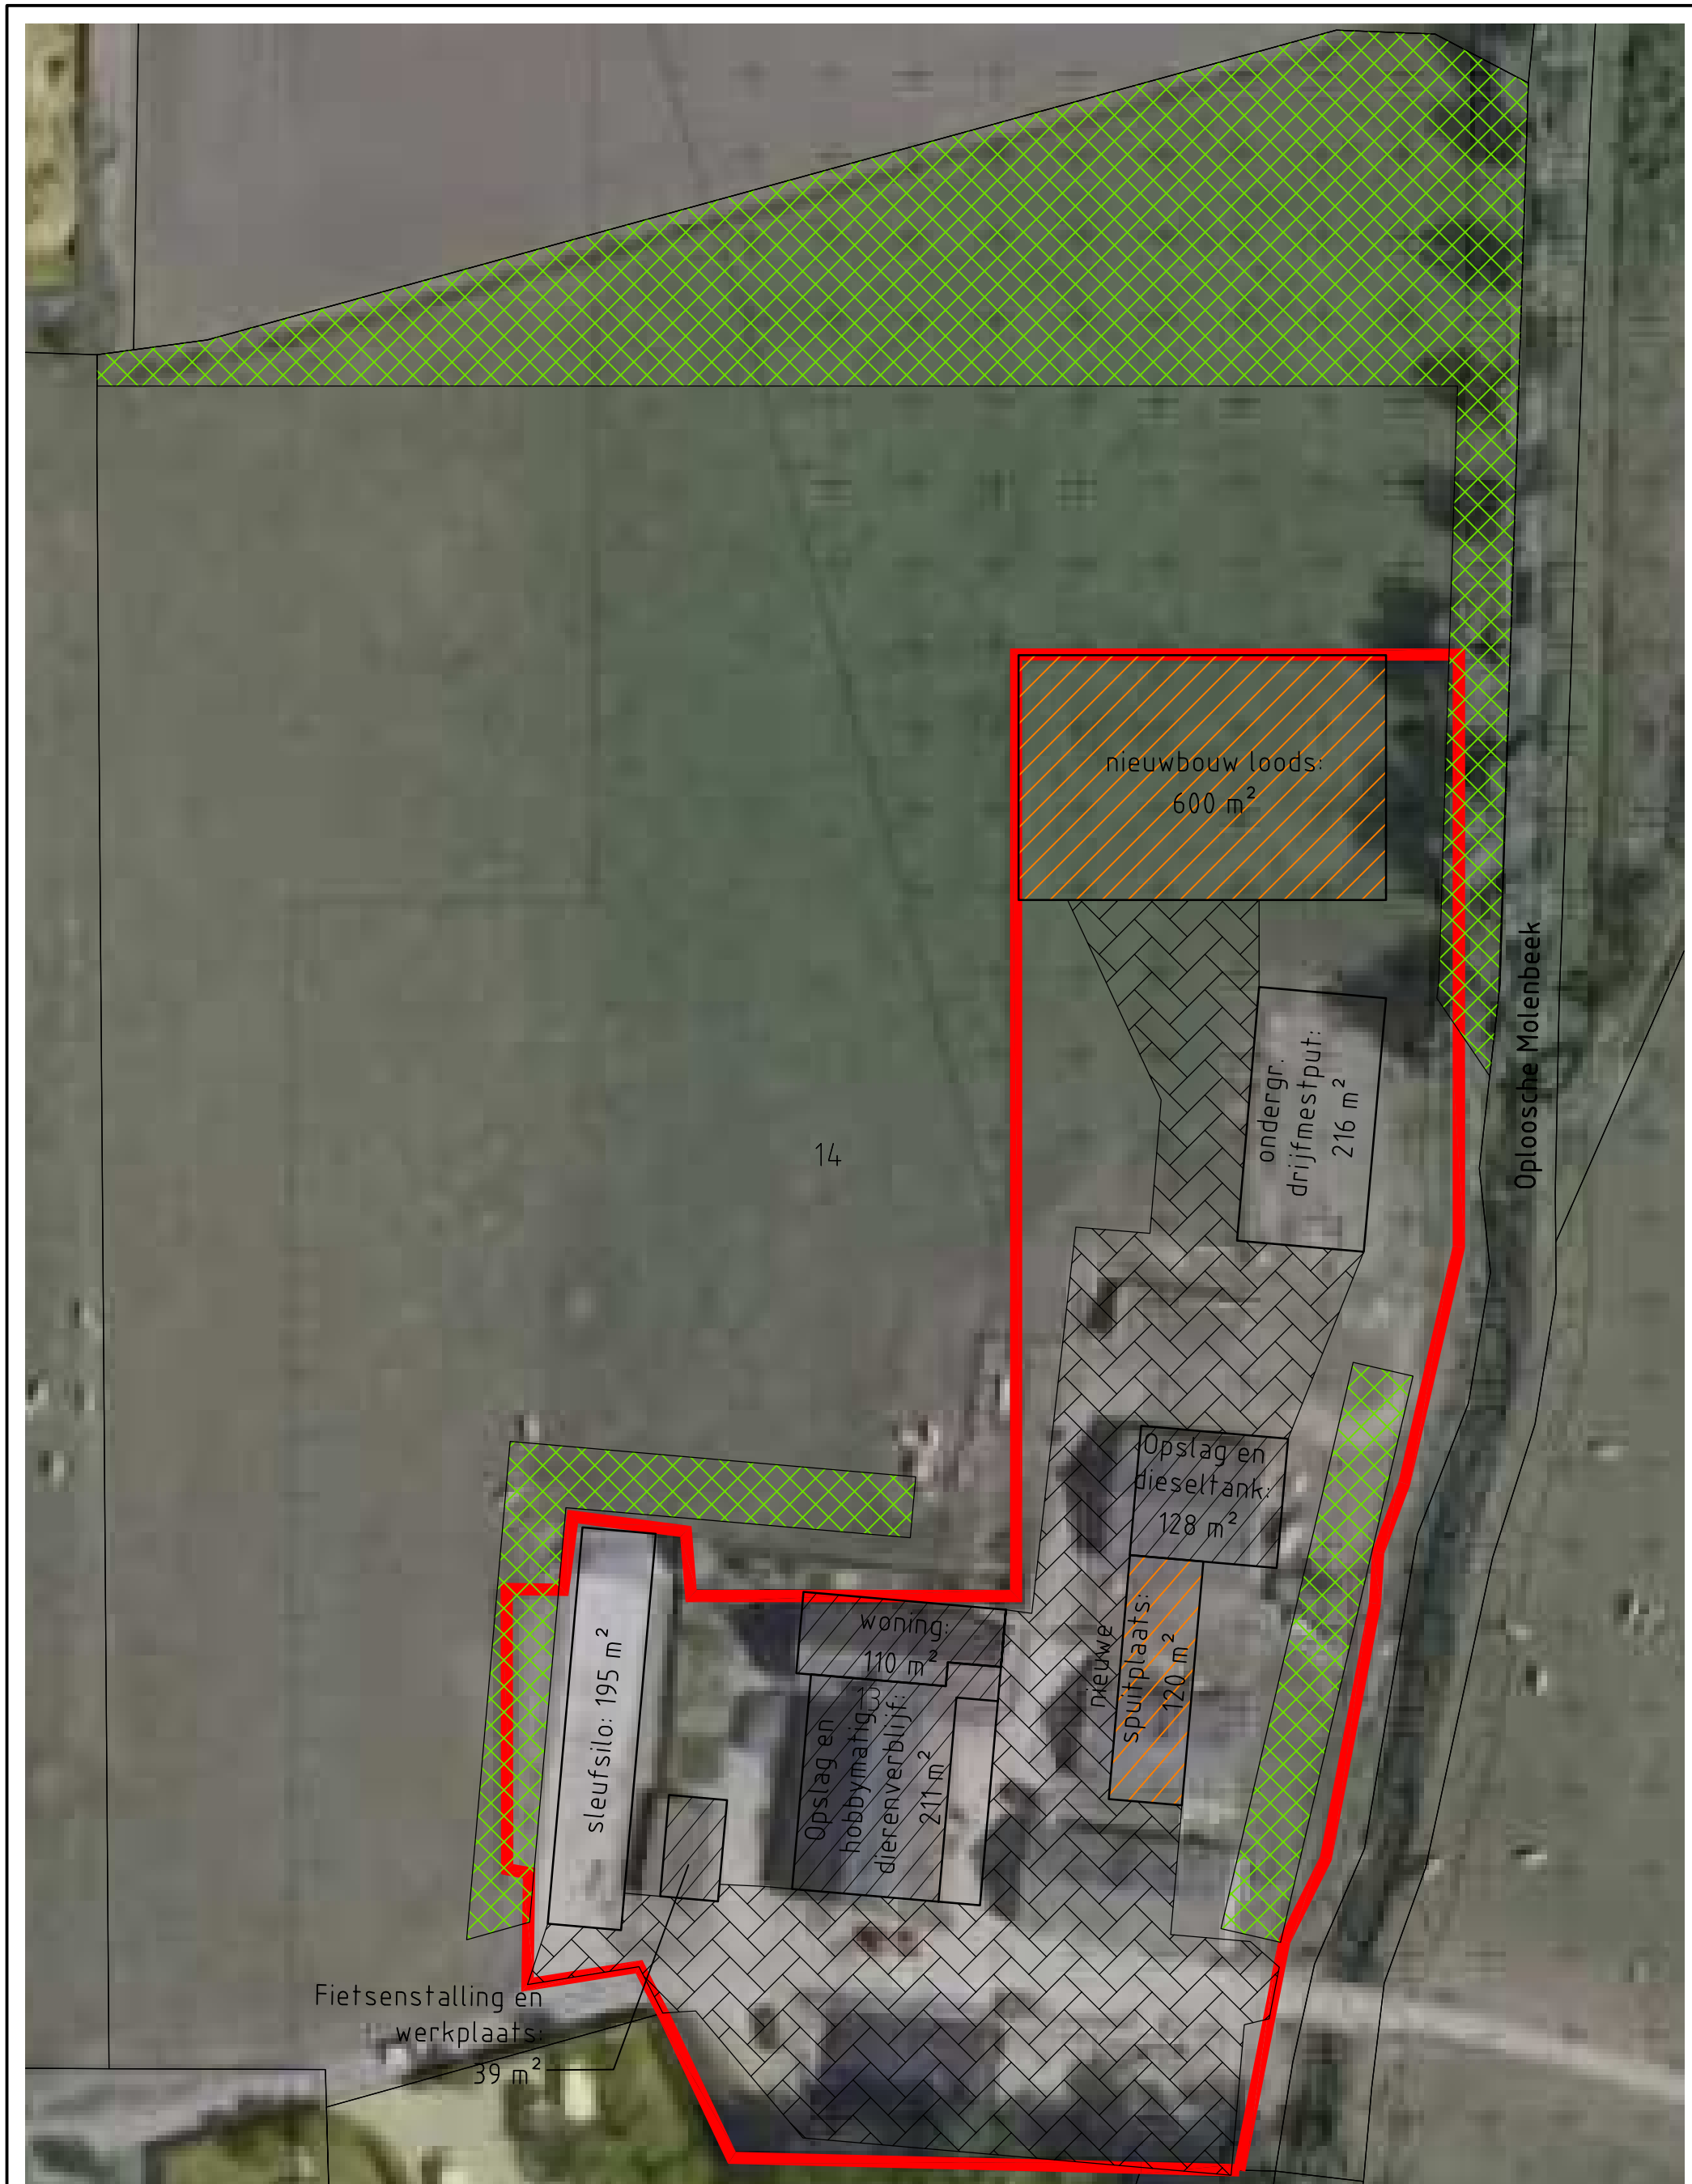 nieuwbouw loods:
600 m²
Oploosche Molenbeek
ondergr.
drijfmestput:
216 m²
14
Opslag en
dieseltank:
128 m²
nieuwe
spuitplaats:
120 m²
woning:
110 m²
13
Opslag en
hobbymatig
dierenverblijf:
211 m²
sleufsilo: 195 m²
Fietsenstalling en
werkplaats:
39 m²